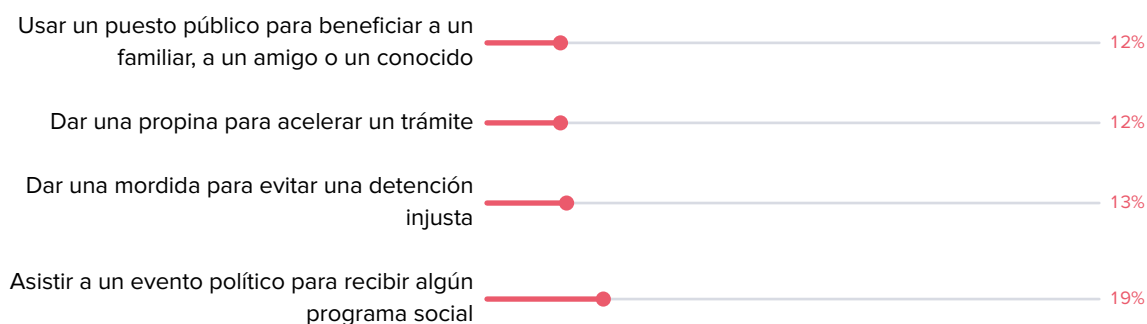 Usar un puesto público para beneficiar a un
familiar, a un amigo o un conocido
12%
Dar una propina para acelerar un trámite
12%
Dar una mordida para evitar una detención
injusta
13%
Asistir a un evento político para recibir algún
programa social
19%